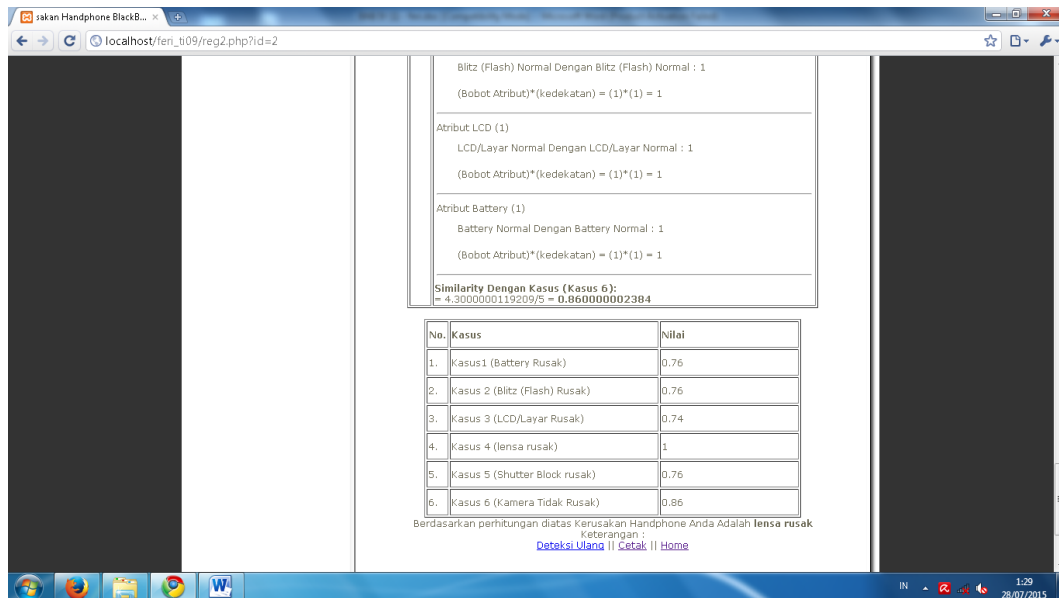 sakan Handphone BlackB...
localhost/feri_ti09/reg2.php?id=2
Blitz (Flash) Normal Dengan Blitz (Flash) Normal : 1
(Bobot Atribut)*(kedekatan) = (1)*(1) = 1
Atribut LCD (1)
LCD/Layar Normal Dengan LCD/Layar Normal : 1
(Bobot Atribut)*(kedekatan) = (1)*(1) = 1
Atribut Battery (1)
Battery Normal Dengan Battery Normal : 1
(Bobot Atribut)*(kedekatan) = (1)*(1) = 1
Similarity Dengan Kasus (Kasus 6):
= 4.3000000119209/5 = 0.860000002384
No. Kasus Nilai
1. Kasus1 (Battery Rusak) 0.76
2. Kasus 2 (Blitz (Flash) Rusak) 0.76
3. Kasus 3 (LCD/Layar Rusak) 0.74
4. Kasus 4 (lensa rusak) 1
5. Kasus 5 (Shutter Block rusak) 0.76
6. Kasus 6 (Kamera Tidak Rusak) 0.86
Berdasarkan perhitungan diatas Kerusakan Handphone Anda Adalah lensa rusak
Keterangan :
Deteksi Ulang || Cetak || Home
IN
1:29
28/07/2015